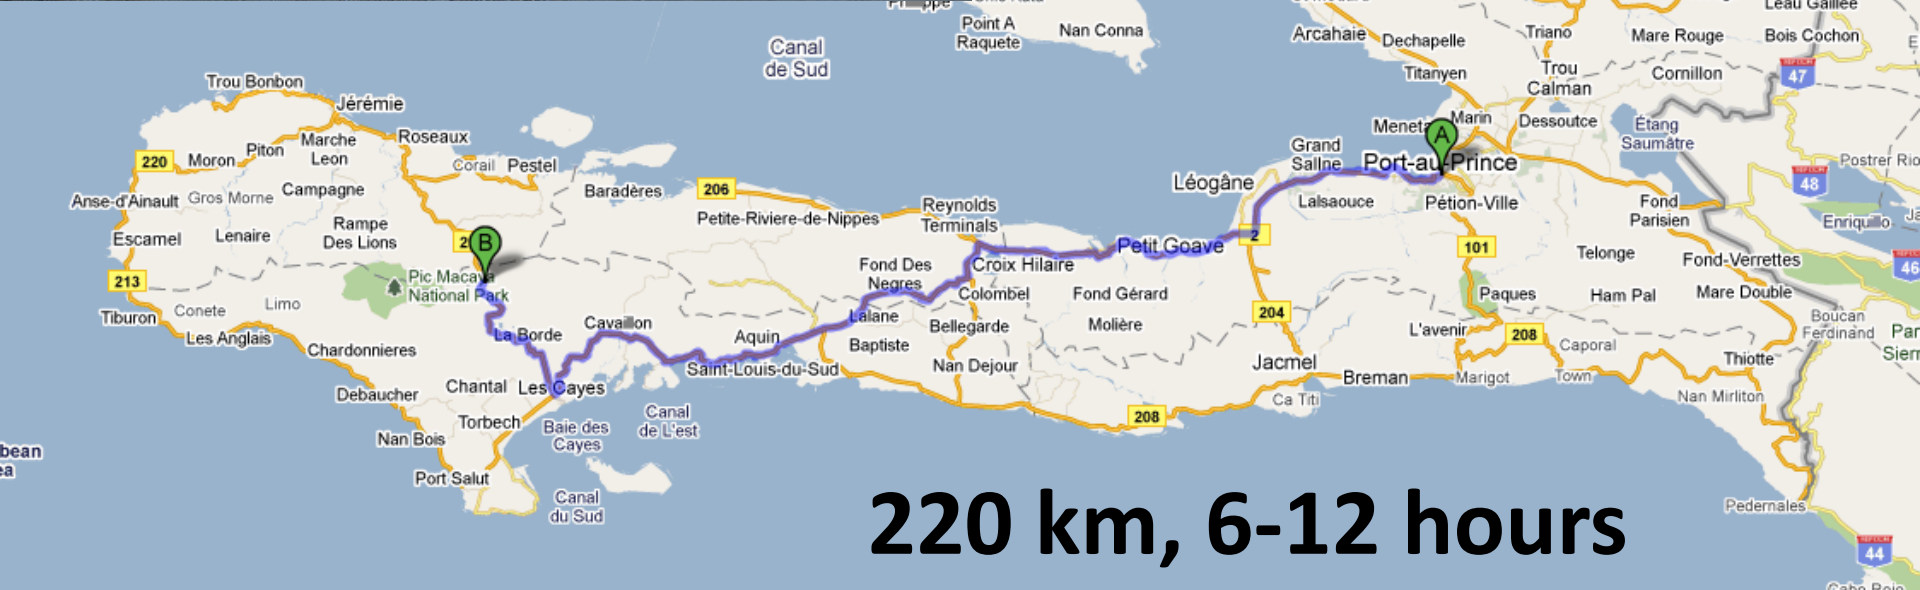 Canal
de Sud
Point A
Raquete
Nan Conna
Arcahaie
Dechapelle
Titanyen
Triano
Mare Rouge
Leau Gaillee
Bois Cochon
Trou
Calman
Cornillon
47
Trou Bonbon
Jérémie
Marche
Leon
Roseaux
Piton
Moron
220
Corail
Pestel
Campagne
Gros Morne
Anse-d'Ainault
Baradères
206
Petite-Riviere-de-Nippes
Reynolds
Terminals
Rampe
Des Lions
Lenaire
Escamel
213
B
Pic Macaya
National Park
Limo
Conete
Tiburon
Les Anglais
Chardonnieres
La Borde
Cavaillon
Aquin
Saint-Louis-du-Sud
Debaucher
Chantal
Les Cayes
Torbech
Nan Bois
Port Salut
Baie des
Cayes
Canal
de L'est
Canal
du Sud
Fond Des
Negres
Croix Hilaire
Colombel
Lalane
Bellegarde
Baptiste
Nan Dejour
Fond Gérard
Molière
Petit Goave
2
Léogâne
Grand
Saline
Lalsaouce
Marin
Dessoutce
A
Port-au-Prince
Pétion-Ville
101
Étang
Saumâtre
Postrer Rio
48
Enriquillo
46
Fond
Parisien
Telonge
Fond-Verrettes
Paques
Ham Pal
Mare Double
Boucan
Ferdinand
204
L'avenir
208
Caporal
Thiotte
Jacmel
Breman
Marigot
Town
Ca Titi
Nan Mirliton
208
Pedernales
44
220 km, 6-12 hours